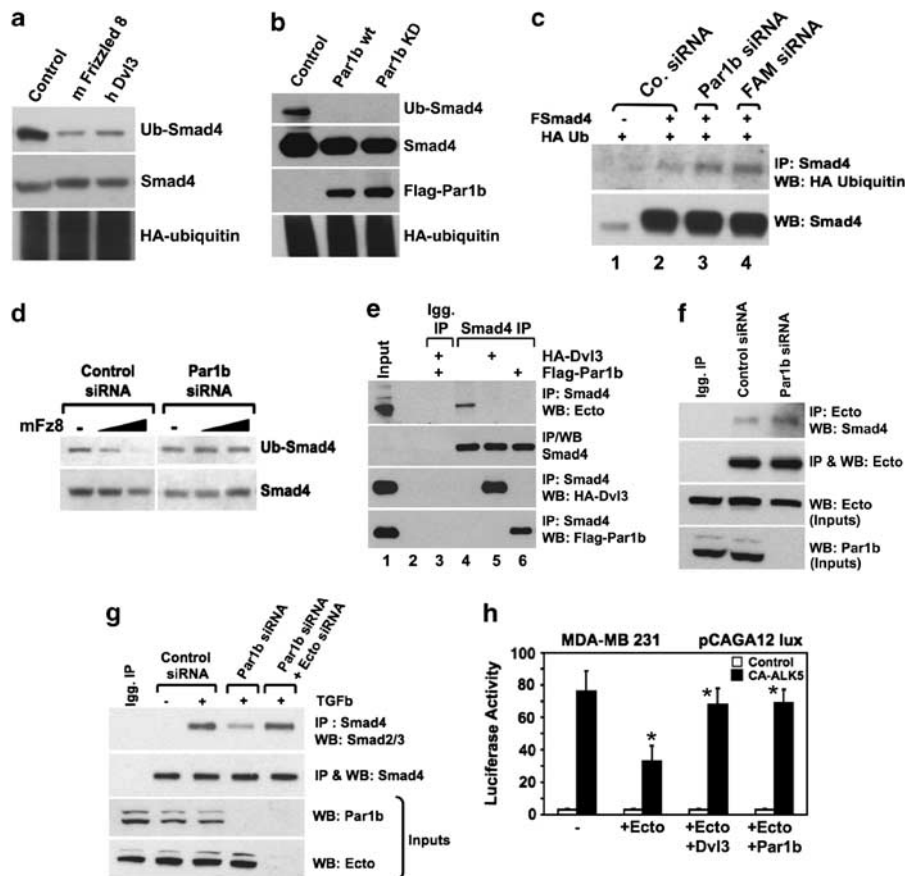 a
Control
m Frizzled 8
h Dvl3
Ub-Smad4
Smad4
HA-ubiquitin
b
Control
Par1b wt
Par1b KD
Ub-Smad4
Smad4
Flag-Par1b
HA-ubiquitin
c
Co. siRNA
Par1b siRNA
FAM siRNA
FSmad4 - + + +
HA Ub + + + +
IP: Smad4
WB: HA Ubiquitin
WB: Smad4
1 2 3 4
d
Control
siRNA
Par1b
siRNA
mFz8 - -
Ub-Smad4
Smad4
e
Input
Igg.
IP
Smad4 IP
+ + HA-Dvl3
+ + Flag-Par1b
IP: Smad4
WB: Ecto
IP/WB
Smad4
IP: Smad4
WB: HA-Dvl3
IP: Smad4
WB: Flag-Par1b
1 2 3 4 5 6
f
Igg. IP
Control siRNA
Par1b siRNA
IP: Ecto
WB: Smad4
IP & WB: Ecto
WB: Ecto
(Inputs)
WB: Par1b
(Inputs)
g
Igg. IP
Control
siRNA
Par1b siRNA
Par1b siRNA
+ Ecto siRNA
- + + + TGFb
IP : Smad4
WB: Smad2/3
IP & WB: Smad4
WB: Par1b
WB: Ecto
Inputs
h
MDA-MB 231 pCAGA12 lux
Control
CA-ALK5
Luciferase Activity
100
80
60
40
20
0
* * *
- +Ecto +Ecto +Ecto
+Dvl3 +Par1b